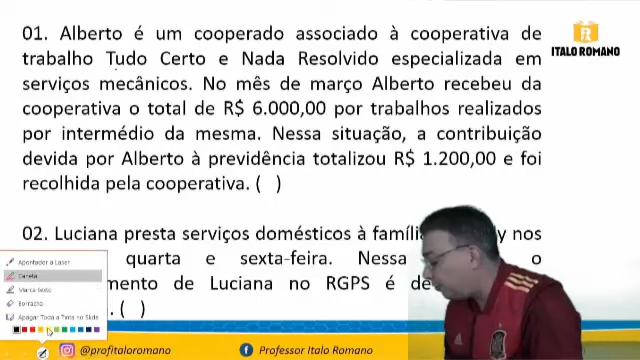 01. Alberto é um cooperado associado à cooperativa de
trabalho Tudo Certo e Nada Resolvido especializada em
serviços mecânicos. No mês de março Alberto recebeu da
cooperativa o total de R$ 6.000,00 por trabalhos realizados
por intermédio da mesma. Nessa situação, a contribuição
devida por Alberto à previdência totalizou R$ 1.200,00 e foi
recolhida pela cooperativa. ( )
ITALO ROMANO
02. Luciana presta serviços domésticos à família y nos
quarta e sexta-feira. Nessa o
mento de Luciana no RGPS é de
. ( )
Apontador a Laser
Caneta
Marca-texto
Borracha
Apagar Toda a Tinta no Slide
@profitaloromano
f Professor Italo Romano